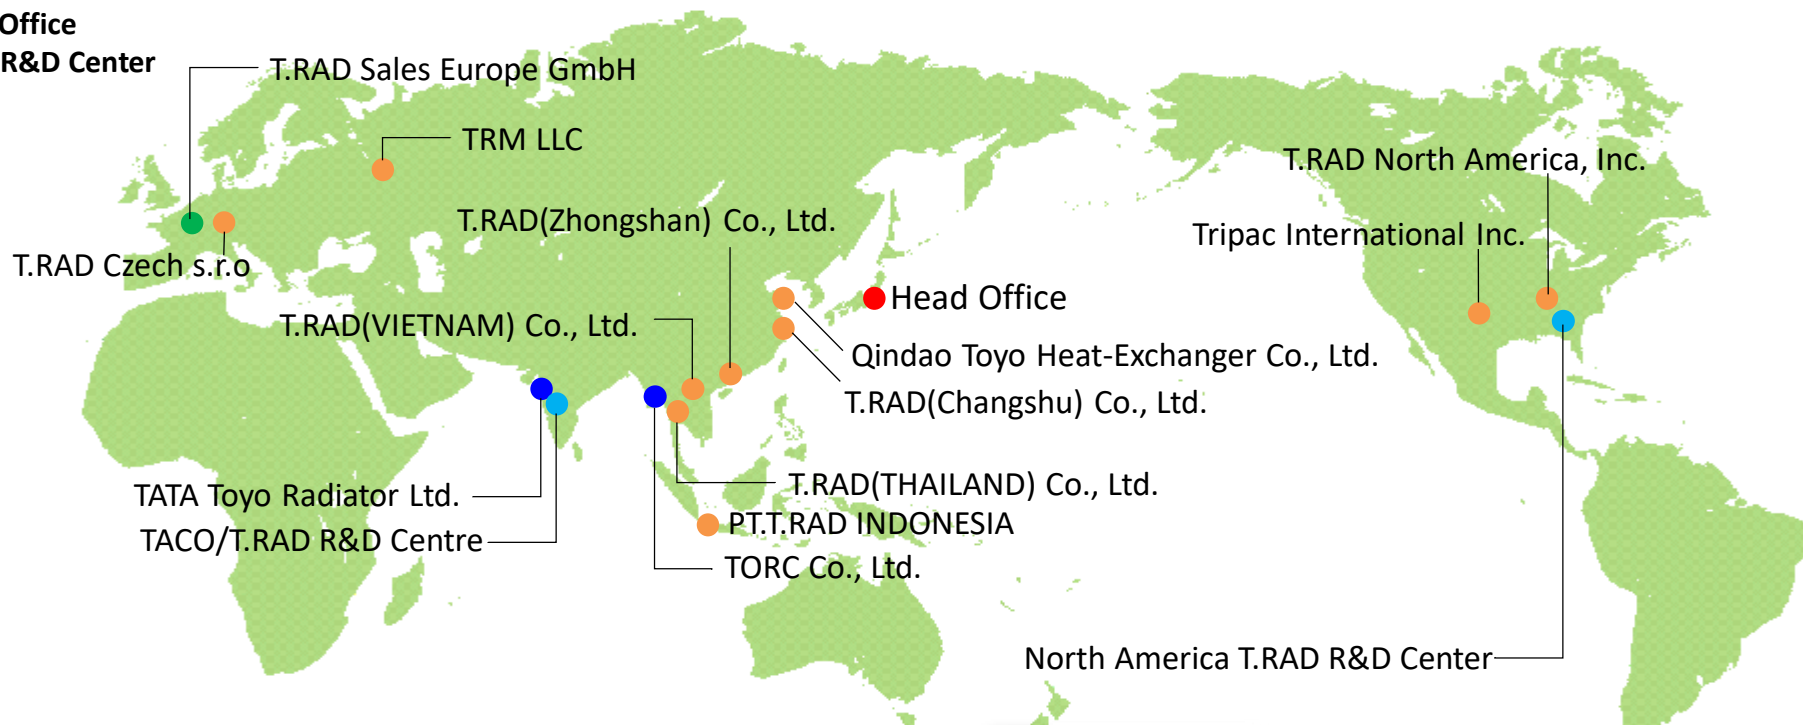 Office
R&D Center
T.RAD Sales Europe GmbH
TRM LLC
T.RAD North America, Inc.
T.RAD(Zhongshan) Co., Ltd.
Tripac International Inc.
T.RAD Czech s.r.o
Head Office
T.RAD(VIETNAM) Co., Ltd.
Qindao Toyo Heat-Exchanger Co., Ltd.
T.RAD(Changshu) Co., Ltd.
TATA Toyo Radiator Ltd.
T.RAD(THAILAND) Co., Ltd.
PT.T.RAD INDONESIA
TACO/T.RAD R&D Centre
TORC Co., Ltd.
North America T.RAD R&D Center